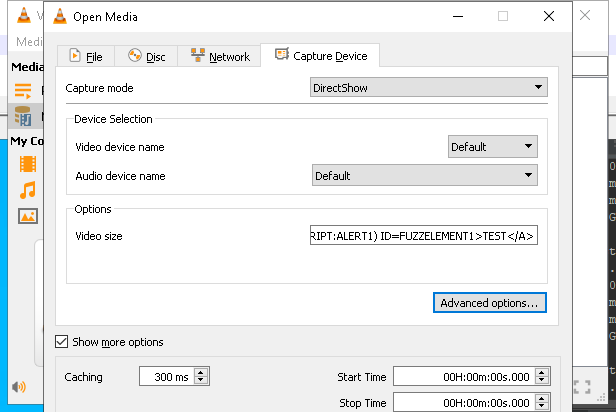 V
Open Media
Medi
File
Disc
Network
Capture Device
Media
Capture mode
DirectShow
Device Selection
Video device name
Default
My Co
Audio device name
Default
Options
Video size
RIPT:ALERT1) ID=FUZZELEMENT1>TEST</A>
Advanced options...
Show more options
Caching
300 ms
Start Time
00H:00m:00s.000
Stop Time
00H:00m:00s.000